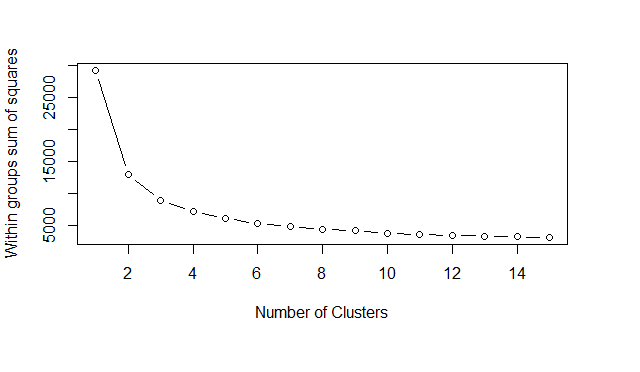 Within groups sum of squares
25000
15000
5000
2 4 6 8 10 12 14
Number of Clusters